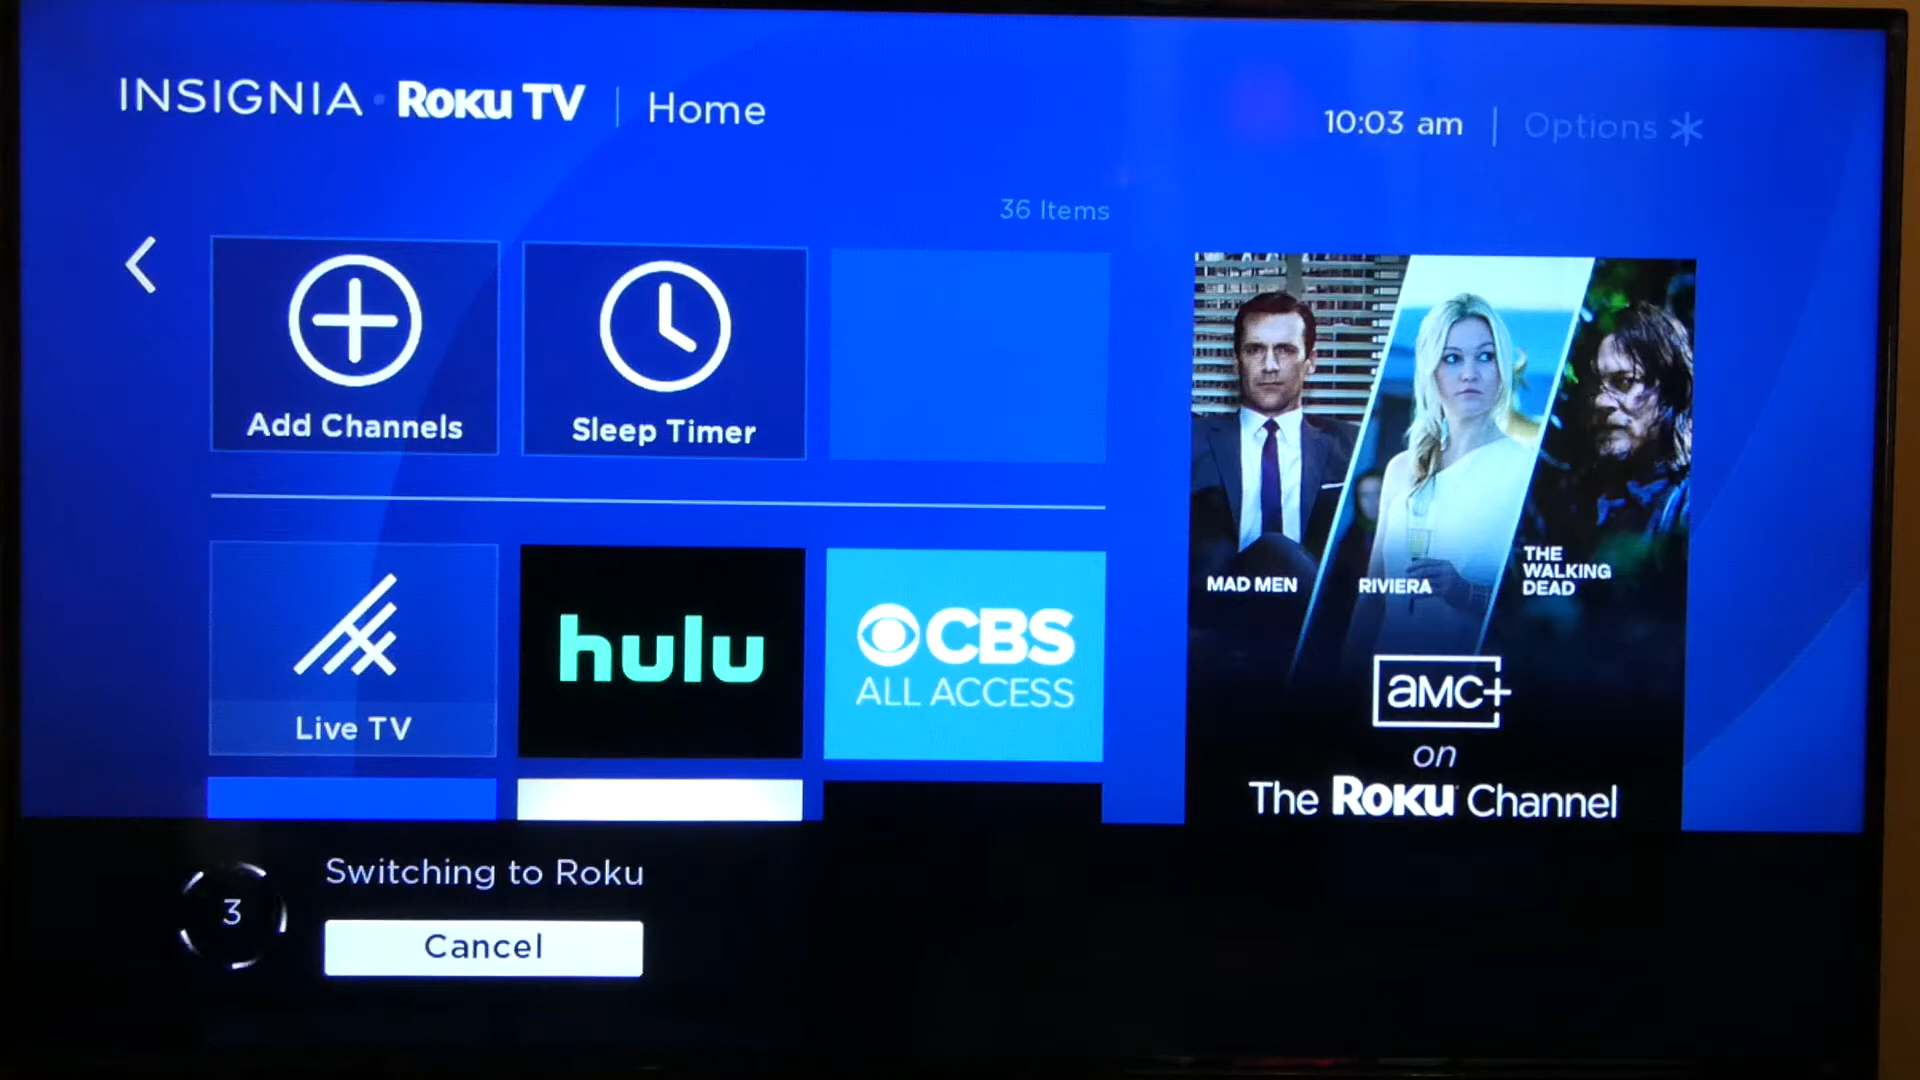 INSIGNIA • Roku TV | Home
10:03 am | Options
36 Items
Add Channels
Sleep Timer
Live TV
hulu
CBS
ALL ACCESS
MAD MEN
RIVIERA
THE
WALKING
DEAD
aMC+
on
The Roku Channel
Switching to Roku
3
Cancel